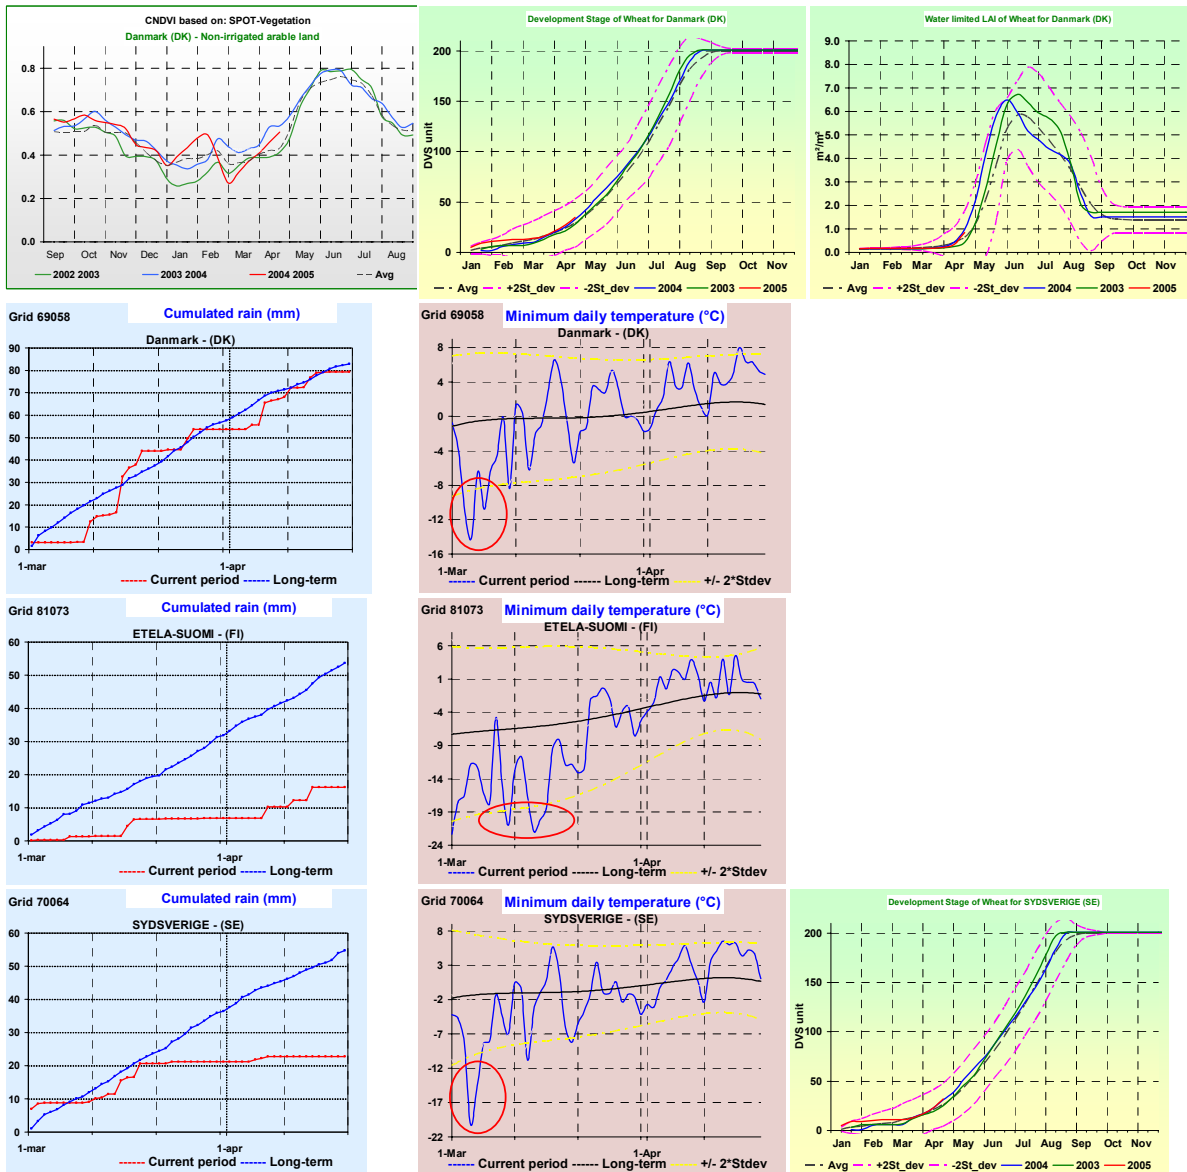 CNDVI based on: SPOT-Vegetation
Danmark (DK) - Non-irrigated arable land
0.8
0.6
0.4
0.2
0.0
Sep Oct Nov Dec Jan Feb Mar Apr May Jun Jul Aug
2002 2003 2003 2004 2004 2005 Avg
Development Stage of Wheat for Danmark (DK)
DVS unit
200
150
100
50
0
Jan Feb Mar Apr May Jun Jul Aug Sep Oct Nov
Avg +2St_dev -2St_dev 2004 2003 2005
Water limited LAI of Wheat for Danmark (DK)
m²/m²
9.0
8.0
7.0
6.0
5.0
4.0
3.0
2.0
1.0
0.0
Jan Feb Mar Apr May Jun Jul Aug Sep Oct Nov
Avg +2St_dev -2St_dev 2004 2003 2005
Grid 69058 Cumulated rain (mm)
Danmark - (DK)
90
80
70
60
50
40
30
20
10
0
1-mar 1-apr
Current period Long-term
Grid 69058 Minimum daily temperature (°C)
Danmark - (DK)
8
4
0
-4
-8
-12
-16
1-Mar 1-Apr
Current period Long-term +/- 2*Stdev
Grid 81073 Cumulated rain (mm)
ETELA-SUOMI - (FI)
60
50
40
30
20
10
0
1-mar 1-apr
Current period Long-term
Grid 81073 Minimum daily temperature (°C)
ETELA-SUOMI - (FI)
6
1
-4
-9
-14
-19
-24
1-Mar 1-Apr
Current period Long-term +/- 2*Stdev
Grid 70064 Cumulated rain (mm)
SYDSVERIGE - (SE)
60
50
40
30
20
10
0
1-mar 1-apr
Current period Long-term
Grid 70064 Minimum daily temperature (°C)
SYDSVERIGE - (SE)
8
3
-2
-7
-12
-17
-22
1-Mar 1-Apr
Current period Long-term +/- 2*Stdev
Development Stage of Wheat for SYDSVERIGE (SE)
DVS unit
200
150
100
50
0
Jan Feb Mar Apr May Jun Jul Aug Sep Oct Nov
Avg +2St_dev -2St_dev 2004 2003 2005